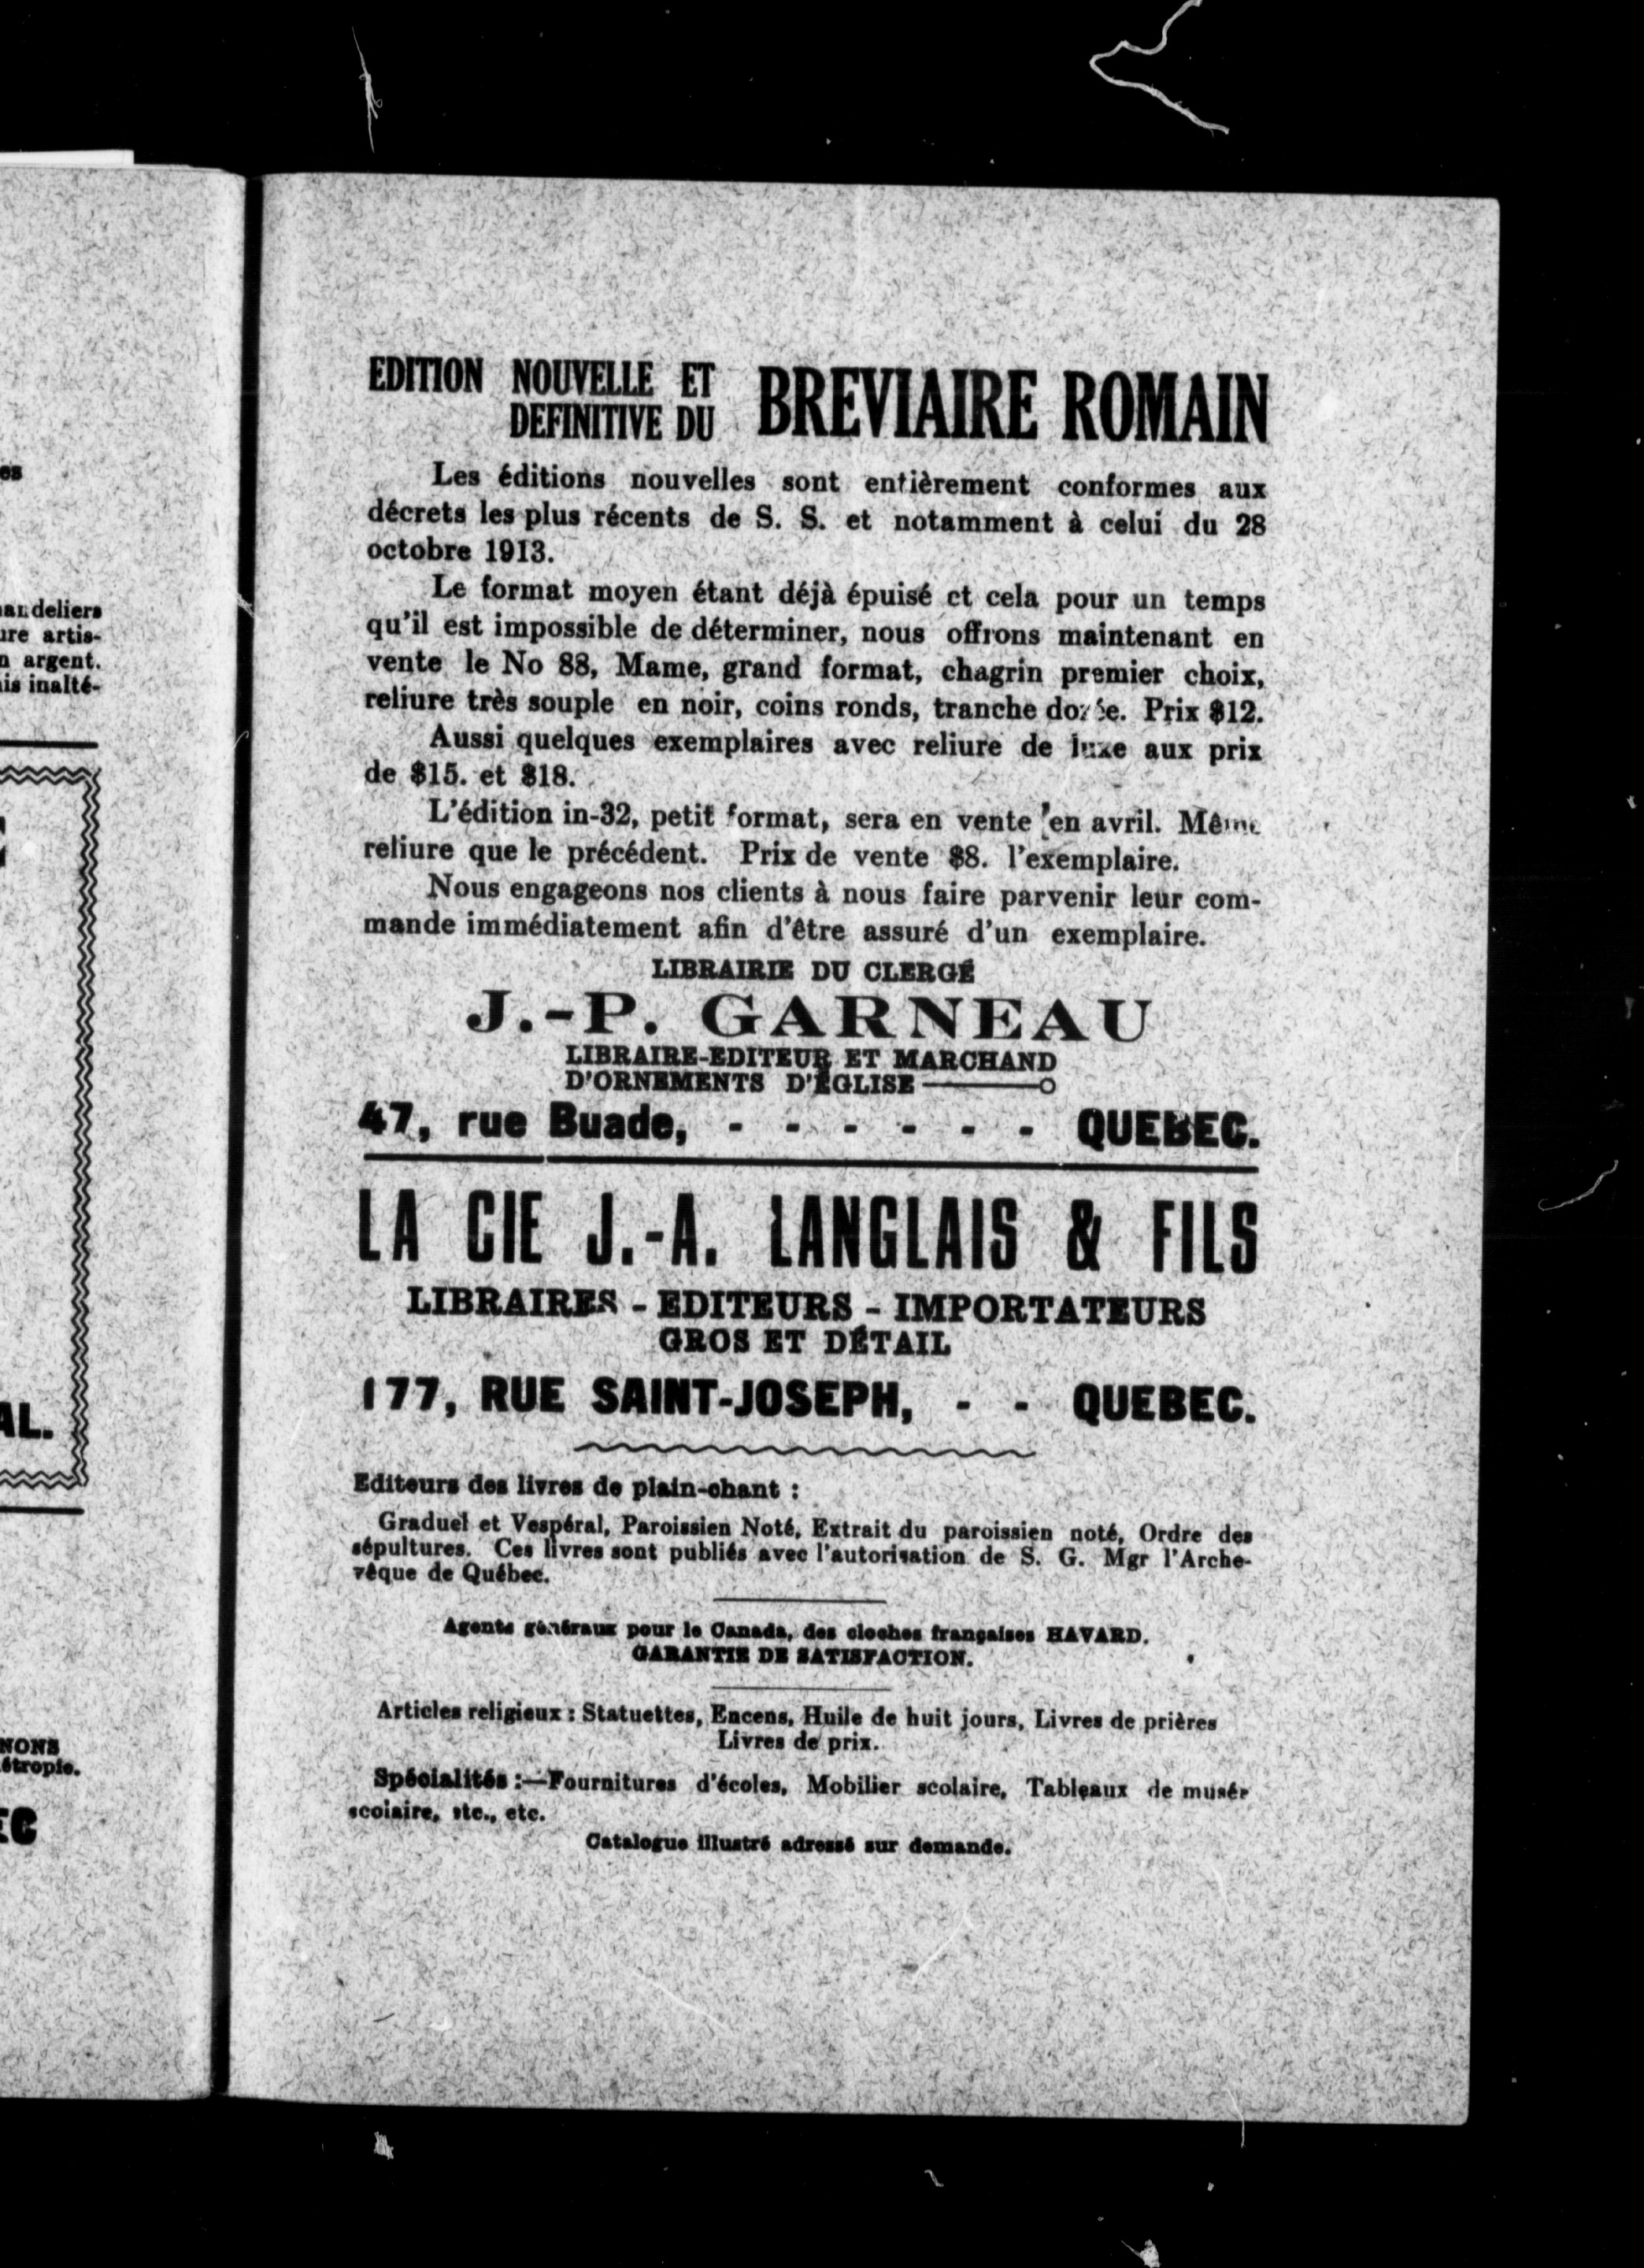 es
andeliers
ure artis-
n argent.
is inalté-
AL.
NONS
étropie.
EC
EDITION NOUVELLE ET
DEFINITIVE DU
BREVIAIRE ROMAIN
Les éditions nouvelles sont entièrement conformes aux
décrets les plus récents de S. S. et notamment à celui du 28
octobre 1913.
Le format moyen étant déjà épuisé et cela pour un temps
qu'il est impossible de déterminer, nous offrons maintenant en
vente le No 88, Mame, grand format, chagrin premier choix,
reliure très souple en noir, coins ronds, tranche dorée. Prix $12.
Aussi quelques exemplaires avec reliure de luxe aux prix
de $15. et $18.
L'édition in-32, petit format, sera en vente en avril. Même
reliure que le précédent. Prix de vente $8. l'exemplaire.
Nous engageons nos clients à nous faire parvenir leur com-
mande immédiatement afin d'être assuré d'un exemplaire.
LIBRAIRIE DU CLERGÉ
J.-P. GARNEAU
LIBRAIRE-EDITEUR ET MARCHAND
D'ORNEMENTS D'ÉGLISE
47, rue Buade, - - - - - - QUEBEC.
LA CIE J.-A. LANGLAIS & FILS
LIBRAIRES - EDITEURS - IMPORTATEURS
GROS ET DÉTAIL
177, RUE SAINT-JOSEPH, - - QUEBEC.
Editeurs des livres de plain-chant :
Graduel et Vespéral, Paroissien Noté, Extrait du paroissien noté, Ordre des
sépultures. Ces livres sont publiés avec l'autorisation de S. G. Mgr l'Arche-
vêque de Québec.
Agents généraux pour le Canada, des cloches françaises HAVARD.
GARANTIE DE SATISFACTION.
Articles religieux : Statuettes, Encens, Huile de huit jours, Livres de prières
Livres de prix.
Spécialités :—Fournitures d'écoles, Mobilier scolaire, Tableaux de musée
scolaire, etc., etc.
Catalogue illustré adressé sur demande.